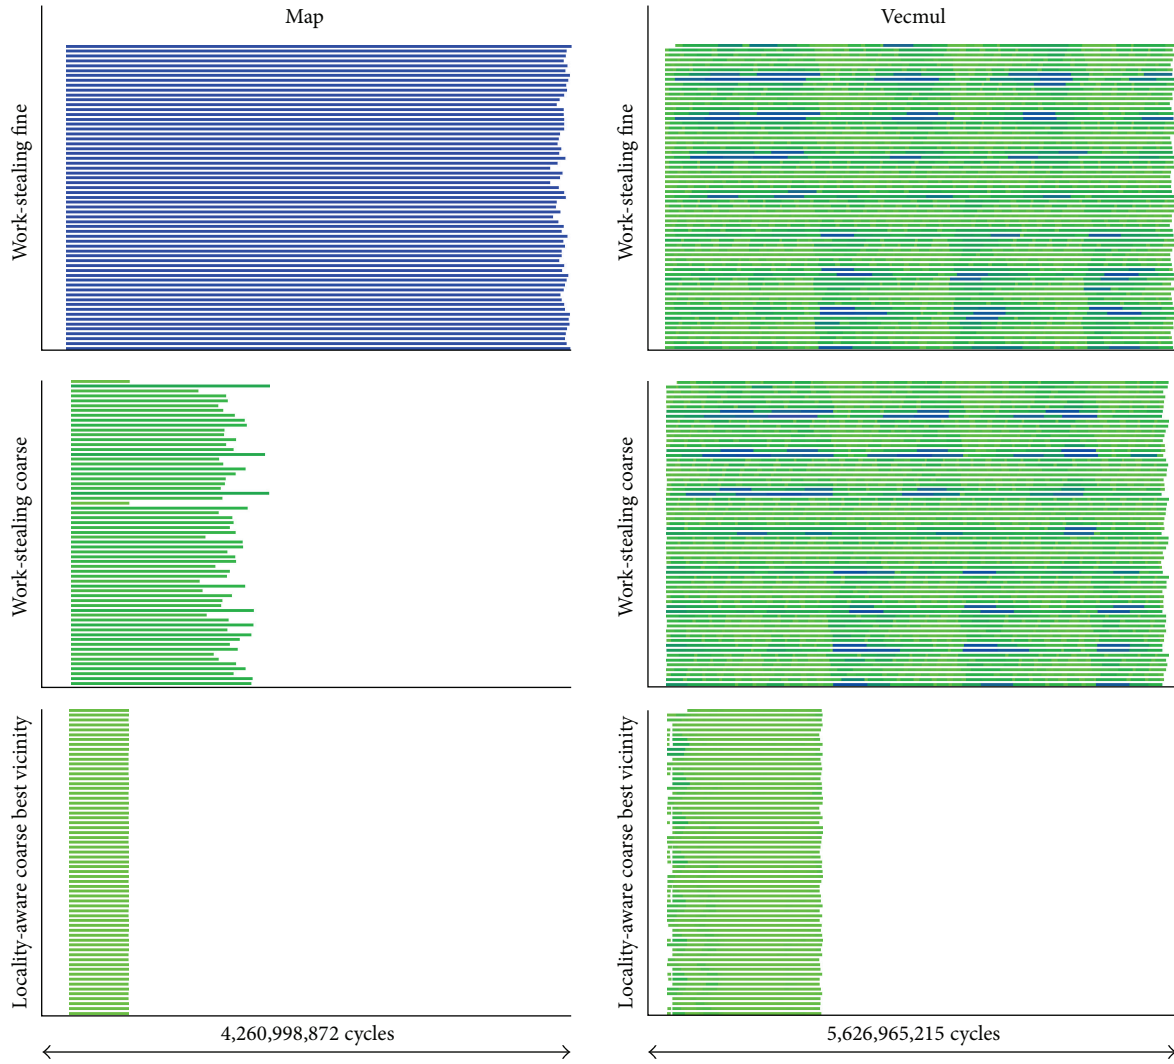 Map
Vecmul
Work-stealing fine
Work-stealing fine
Work-stealing coarse
Work-stealing coarse
Locality-aware coarse best vicinity
Locality-aware coarse best vicinity
4,260,998,872 cycles
5,626,965,215 cycles